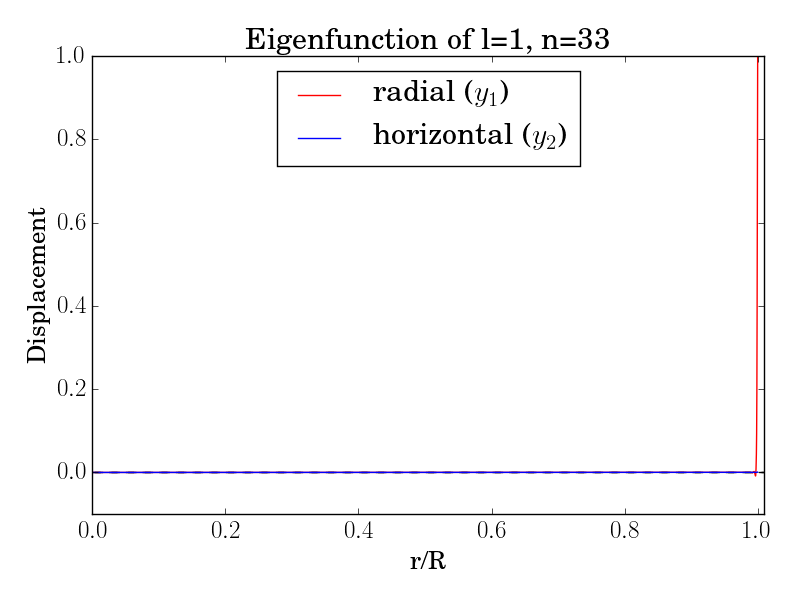 Eigenfunction of l=1, n=33
1.0
radial (y₁)
horizontal (y₂)
0.8
0.6
0.4
0.2
0.0
Displacement
0.0 0.2 0.4 0.6 0.8 1.0
r/R